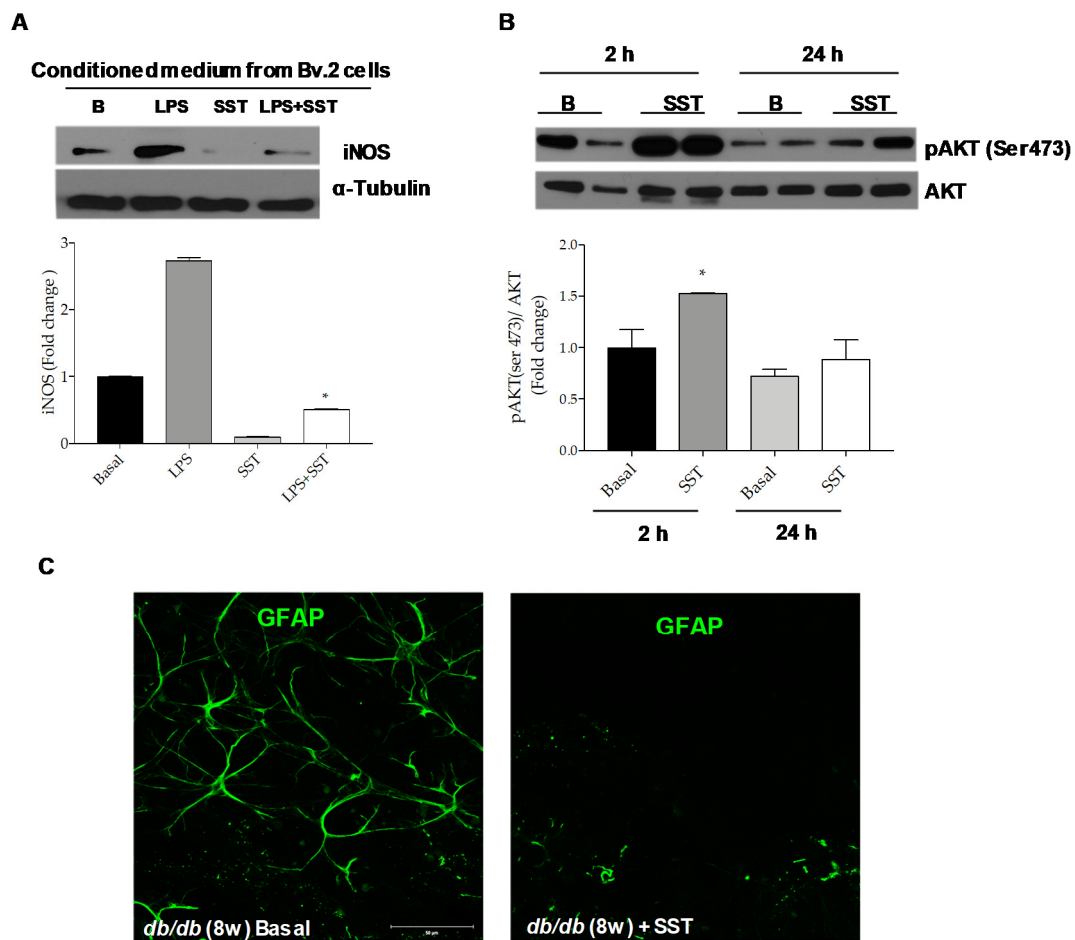 A
Conditioned medium from Bv.2 cells
B LPS SST LPS+SST
iNOS
α-Tubulin
iNOS (Fold change )
3
2
1
0
Basal LPS SST LPS+SST
*
B
2 h 24 h
B SST B SST
pAKT (Ser473)
AKT
pAKT(ser 473)/ AKT
(Fold change)
2.0
1.5
1.0
0.5
0.0
*
Basal SST Basal SST
2 h 24 h
C
GFAP
db/db (8w) Basal
50 µm
GFAP
db/db (8w) + SST